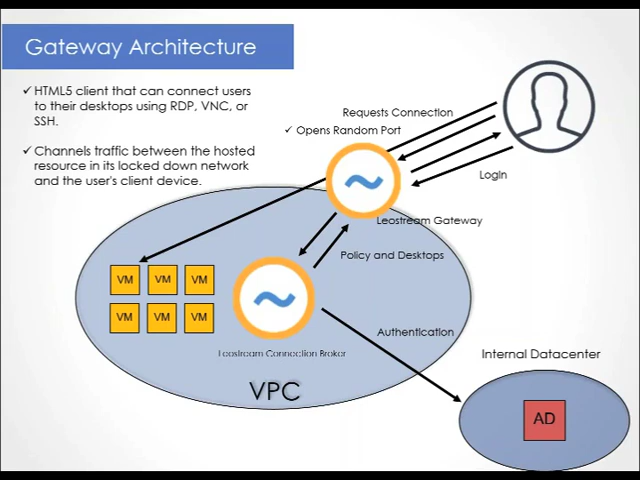 Gateway Architecture
✓ HTML5 client that can connect users
to their desktops using RDP, VNC, or
SSH.
✓ Channels traffic between the hosted
resource in its locked down network
and the user's client device.
Requests Connection
✓ Opens Random Port
Login
Leostream Gateway
Policy and Desktops
VM VM VM
VM VM VM
Authentication
Leostream Connection Broker
Internal Datacenter
VPC
AD